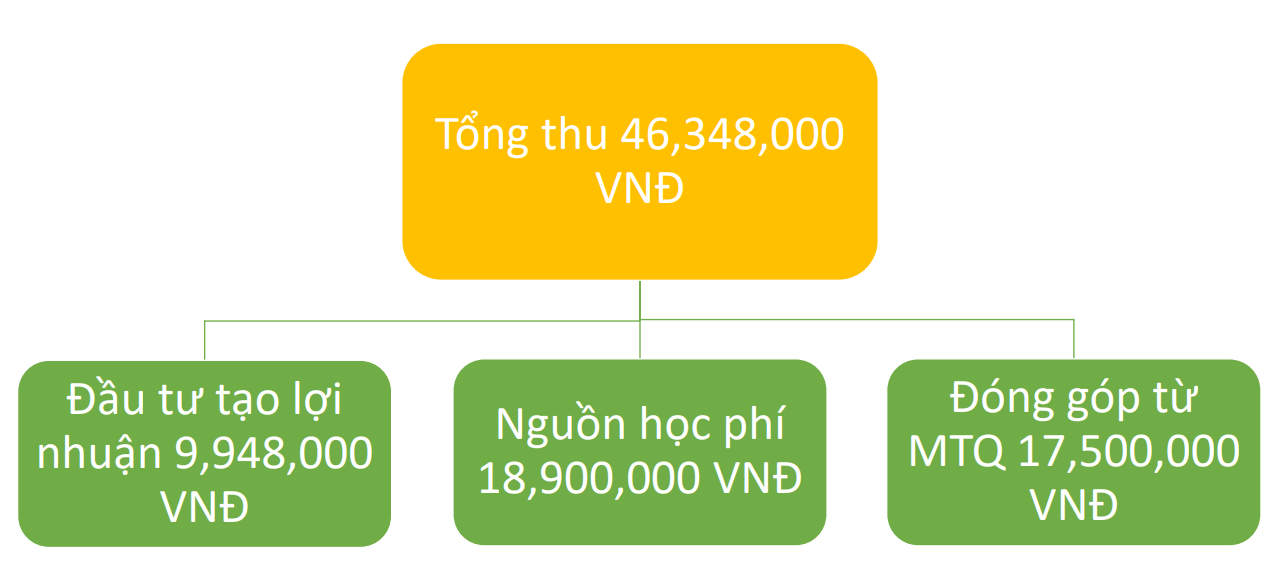 Tổng thu 46,348,000
VNĐ
Đầu tư tạo lợi
nhuận 9,948,000
VNĐ
Nguồn học phí
18,900,000 VNĐ
Đóng góp từ
MTQ 17,500,000
VNĐ